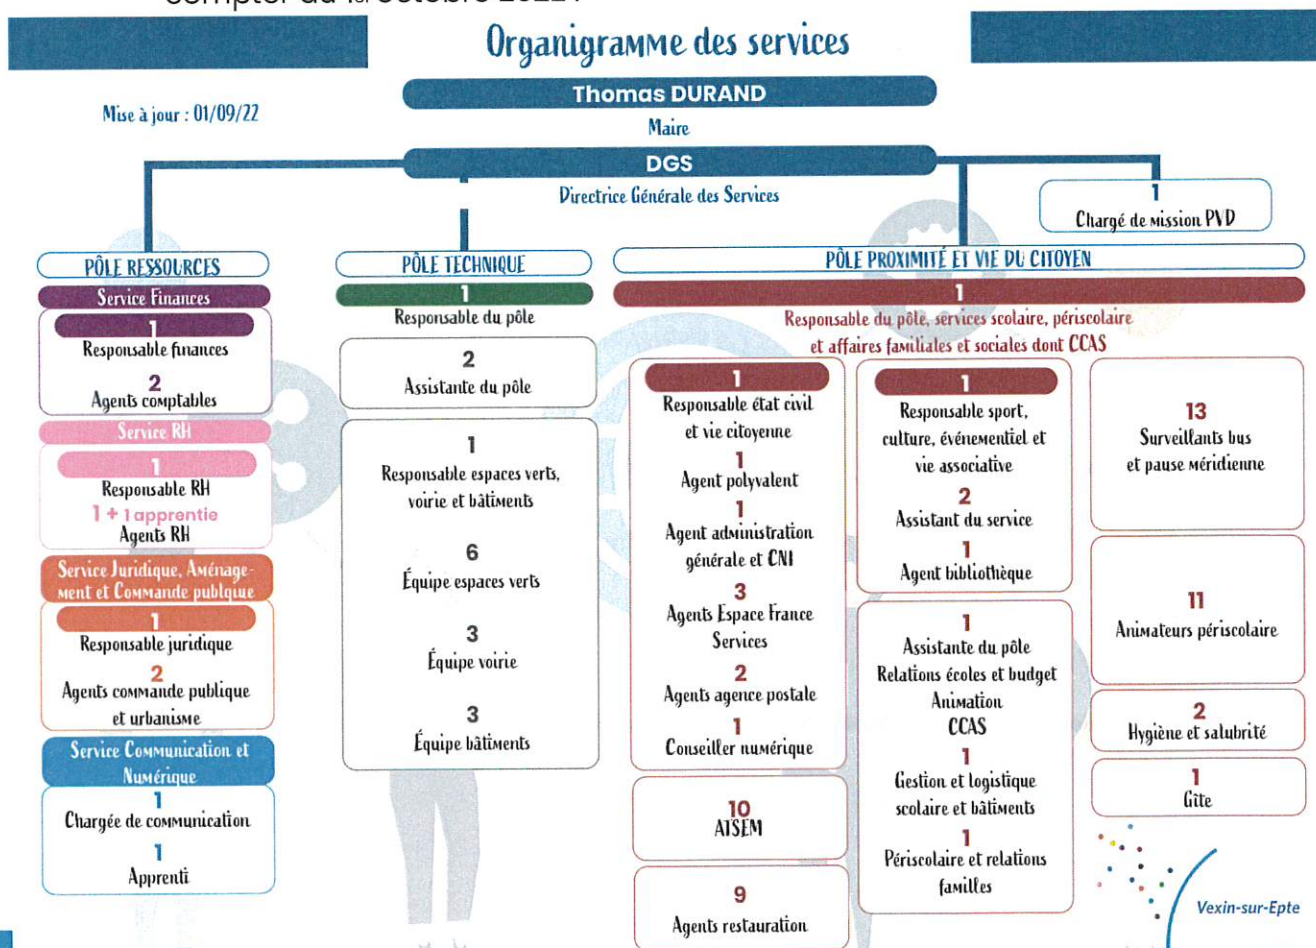 compter du 1er octobre 2022 :
Organigramme des services
Mise à jour : 01/09/22
Thomas DURAND
Maire
DGS
Directrice Générale des Services
1
Chargé de mission PVD
PÔLE RESSOURCES
Service Finances
1
Responsable finances
2
Agents comptables
Service RH
1
Responsable RH
1 + 1 apprentie
Agents RH
Service Juridique, Aménage-
ment et Commande publqiue
1
Responsable juridique
2
Agents commande publique
et urbanisme
Service Communication et
Numérique
1
Chargée de communication
1
Apprenti
PÔLE TECHNIQUE
1
Responsable du pôle
2
Assistante du pôle
1
Responsable espaces verts,
voirie et bâtiments
6
Équipe espaces verts
3
Équipe voirie
3
Équipe bâtiments
PÔLE PROXIMITÉ ET VIE DU CITOYEN
1
Responsable du pôle, services scolaire, périscolaire
et affaires familiales et sociales dont CCAS
1
Responsable état civil
et vie citoyenne
1
Agent polyvalent
1
Agent administration
générale et CNI
3
Agents Espace France
Services
2
Agents agence postale
1
Conseiller numérique
10
ATSEM
9
Agents restauration
1
Responsable sport,
culture, événementiel et
vie associative
2
Assistant du service
1
Agent bibliothèque
1
Assistante du pôle
Relations écoles et budget
Animation
CCAS
1
Gestion et logistique
scolaire et bâtiments
1
Périscolaire et relations
familles
13
Surveillants bus
et pause méridienne
11
Animateurs périscolaire
2
Hygiène et salubrité
1
Gîte
Vexin-sur-Epte